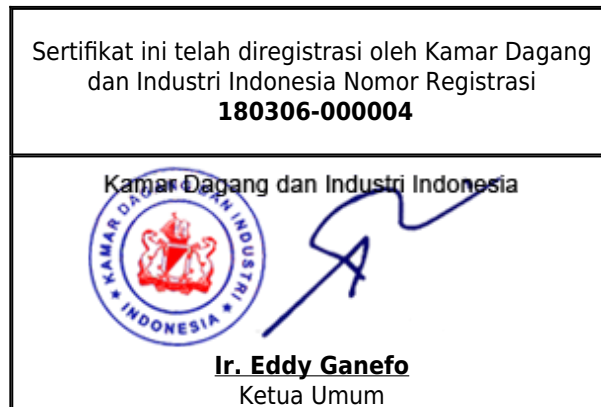 Sertifikat ini telah diregistrasi oleh Kamar Dagang
dan Industri Indonesia Nomor Registrasi
180306-000004
Kamar Dagang dan Industri Indonesia
KAMAR DAGANG DAN INDUSTRI
INDONESIA
Ir. Eddy Ganefo
Ketua Umum